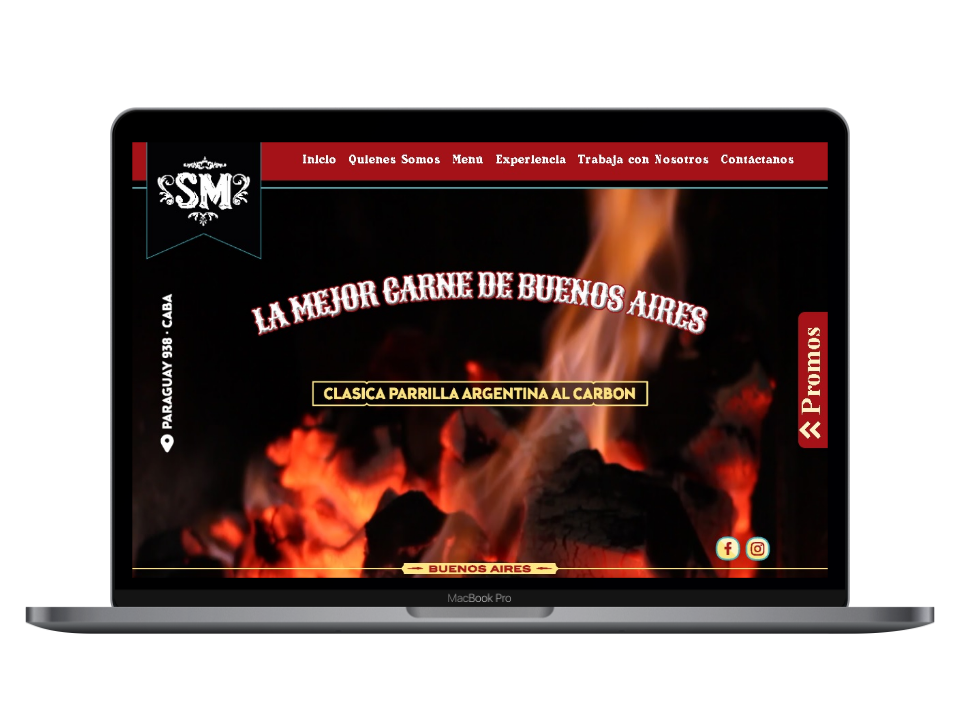 Inicio Quienes Somos Menú Experiencia Trabaja con Nosotros Contáctanos
SM
LA MEJOR CARNE DE BUENOS AIRES
PARAGUAY 938 · CABA
CLASICA PARRILLA ARGENTINA AL CARBON
Promos
BUENOS AIRES
MacBook Pro